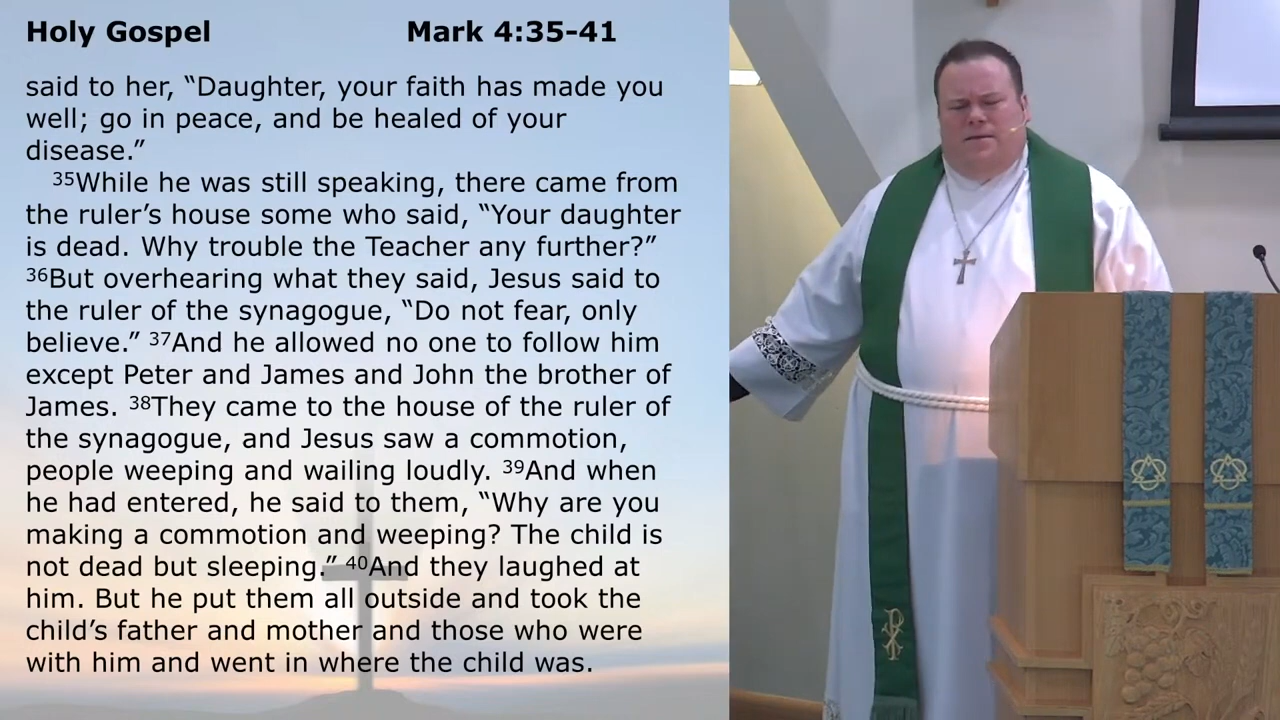 Holy Gospel Mark 4:35-41
said to her, “Daughter, your faith has made you
well; go in peace, and be healed of your
disease.”
35While he was still speaking, there came from
the ruler’s house some who said, “Your daughter
is dead. Why trouble the Teacher any further?”
36But overhearing what they said, Jesus said to
the ruler of the synagogue, “Do not fear, only
believe.” 37And he allowed no one to follow him
except Peter and James and John the brother of
James. 38They came to the house of the ruler of
the synagogue, and Jesus saw a commotion,
people weeping and wailing loudly. 39And when
he had entered, he said to them, “Why are you
making a commotion and weeping? The child is
not dead but sleeping.” 40And they laughed at
him. But he put them all outside and took the
child’s father and mother and those who were
with him and went in where the child was.